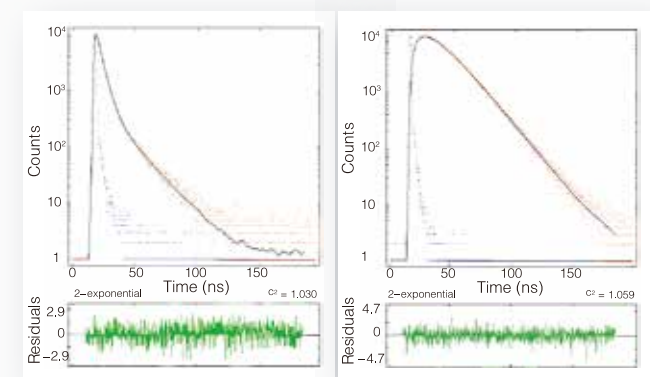 10⁴
10³
10²
10
1
Counts
0
50
100
150
Time (ns)
2-exponential
C² = 1.030
Residuals
2.9
0
−2.9
10⁴
10³
10²
10
1
Counts
0
50
100
150
Time (ns)
2-exponential
C² = 1.059
Residuals
4.7
0
−4.7